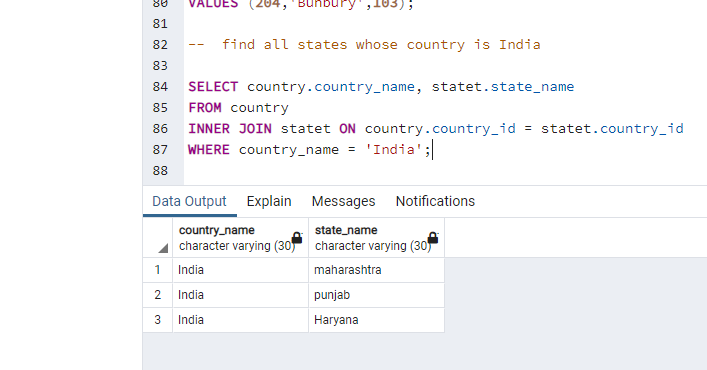 80 VALUES (204,'Bunbury',103);
81
82 -- find all states whose country is India
83
84 SELECT country.country_name, statet.state_name
85 FROM country
86 INNER JOIN statet ON country.country_id = statet.country_id
87 WHERE country_name = 'India';
88
Data Output Explain Messages Notifications
country_name state_name
character varying (30) character varying (30)
1 India maharashtra
2 India punjab
3 India Haryana